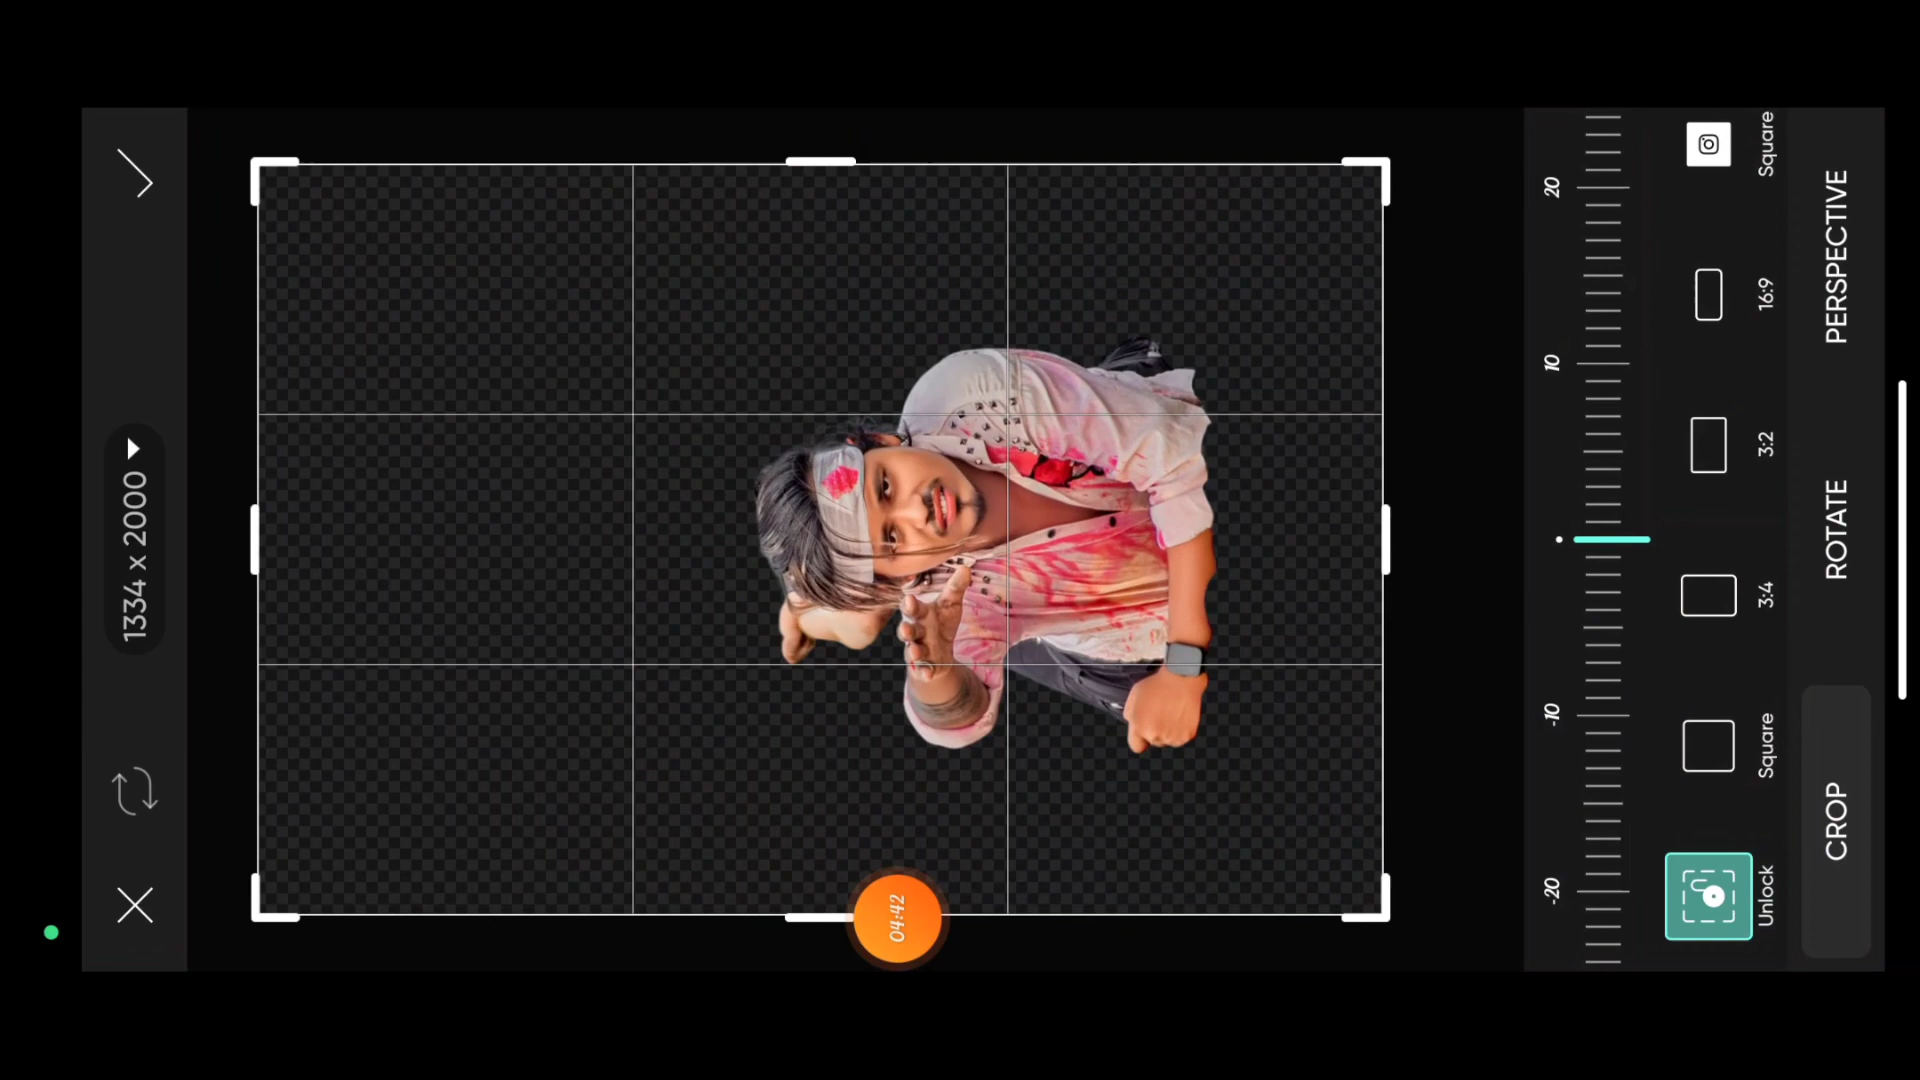 1334 x 2000
04:42
-20
-10
10
20
Unlock
Square
3:4
3:2
16:9
Square
CROP
ROTATE
PERSPECTIVE